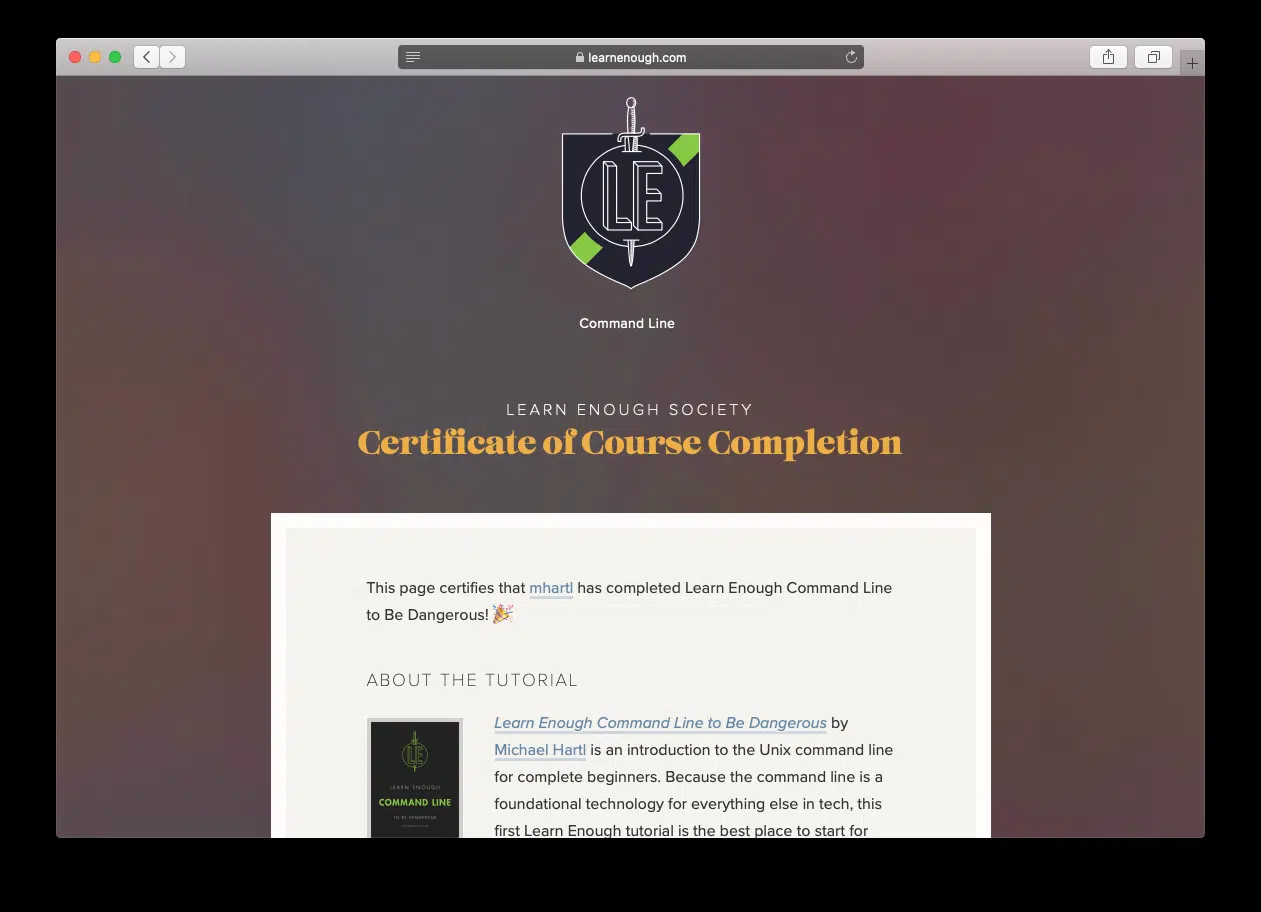 learnenough.com
LE
Command Line
LEARN ENOUGH SOCIETY
Certificate of Course Completion
This page certifies that mhartl has completed Learn Enough Command Line
to Be Dangerous! 🎉
ABOUT THE TUTORIAL
LE
LEARN ENOUGH
COMMAND LINE
TO BE DANGEROUS
Learn Enough Command Line to Be Dangerous by
Michael Hartl is an introduction to the Unix command line
for complete beginners. Because the command line is a
foundational technology for everything else in tech, this
first Learn Enough tutorial is the best place to start for